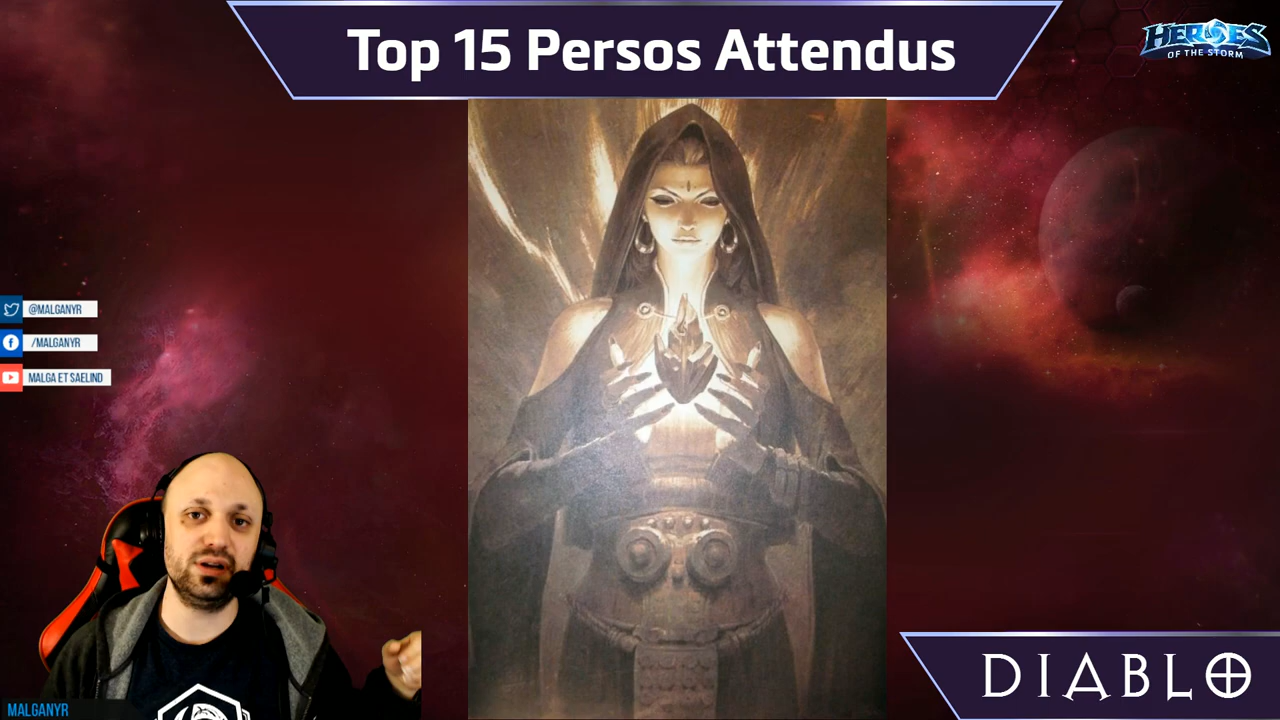 Top 15 Persos Attendus
HEROES
OF THE STORM
@MALGANYR
/MALGANYR
MALGA ET SAELIND
MALGANYR
DIABLO